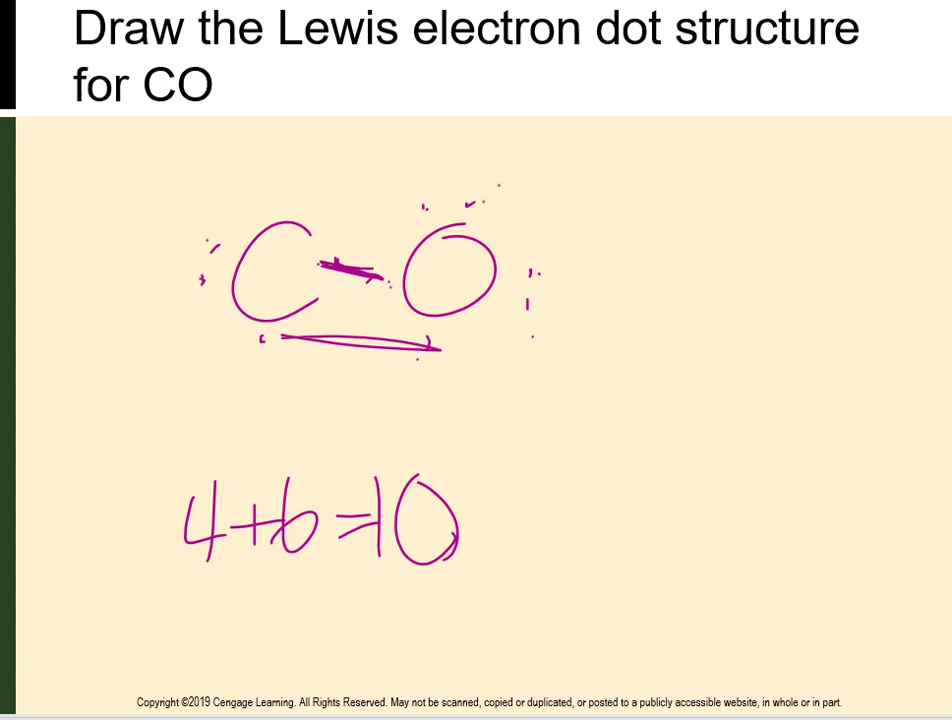 Draw the Lewis electron dot structure
for CO
C - O
4+6=10
Copyright ©2019 Cengage Learning. All Rights Reserved. May not be scanned, copied or duplicated, or posted to a publicly accessible website, in whole or in part.